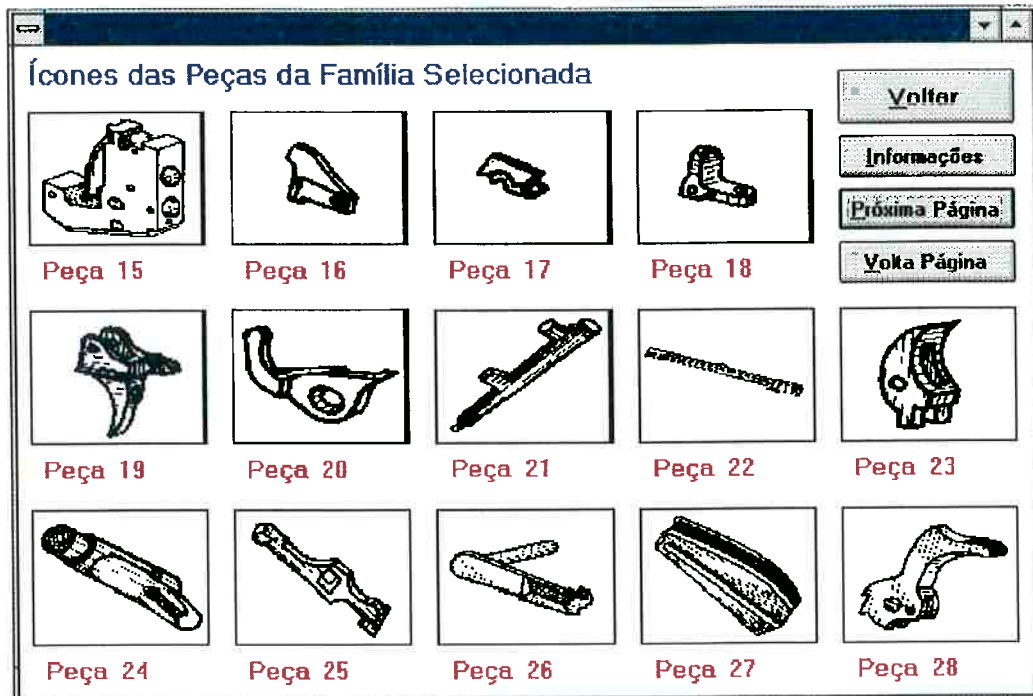 Ícones das Peças da Família Selecionada
Voltar
Informações
Próxima Página
Volta Página
Peça 15
Peça 16
Peça 17
Peça 18
Peça 19
Peça 20
Peça 21
Peça 22
Peça 23
Peça 24
Peça 25
Peça 26
Peça 27
Peça 28